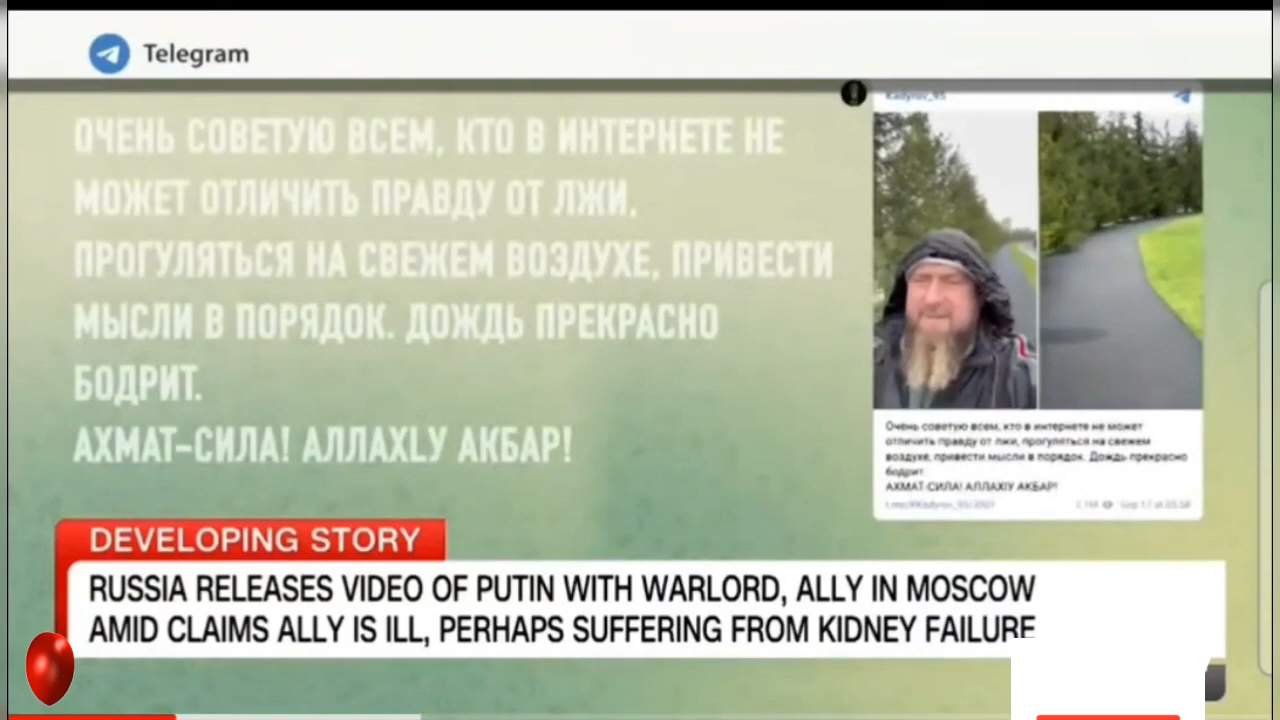 Telegram
ОЧЕНЬ СОВЕТУЮ ВСЕМ, КТО В ИНТЕРНЕТЕ НЕ
МОЖЕТ ОТЛИЧИТЬ ПРАВДУ ОТ ЛЖИ,
ПРОГУЛЯТЬСЯ НА СВЕЖЕМ ВОЗДУХЕ, ПРИВЕСТИ
МЫСЛИ В ПОРЯДОК. ДОЖДЬ ПРЕКРАСНО
БОДРИТ.
АХМАТ-СИЛА! АЛЛАХӀУ АКБАР!
Kadyrov_95
Очень советую всем, кто в интернете не может
отличить правду от лжи, прогуляться на свежем
воздухе, привести мысли в порядок. Дождь прекрасно
бодрит.
АХМАТ-СИЛА! АЛЛАХӀУ АКБАР!
DEVELOPING STORY
RUSSIA RELEASES VIDEO OF PUTIN WITH WARLORD, ALLY IN MOSCOW
AMID CLAIMS ALLY IS ILL, PERHAPS SUFFERING FROM KIDNEY FAILURE